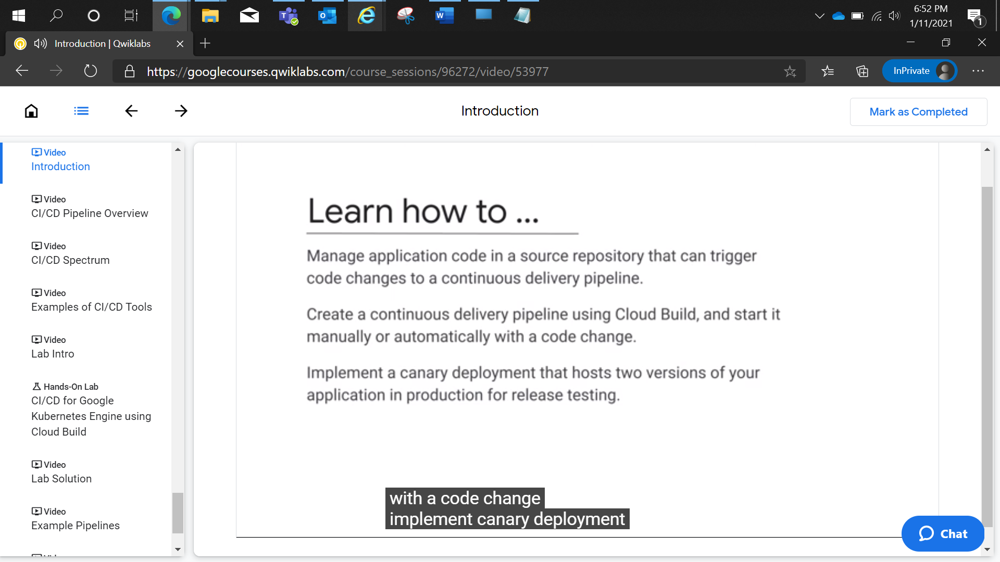 6:52 PM
1/11/2021
1
Introduction | Qwiklabs
https://googlecourses.qwiklabs.com/course_sessions/96272/video/53977
InPrivate
Introduction
Mark as Completed
Video
Introduction
Video
CI/CD Pipeline Overview
Video
CI/CD Spectrum
Video
Examples of CI/CD Tools
Video
Lab Intro
Hands-On Lab
CI/CD for Google
Kubernetes Engine using
Cloud Build
Video
Lab Solution
Video
Example Pipelines
Learn how to ...
Manage application code in a source repository that can trigger
code changes to a continuous delivery pipeline.
Create a continuous delivery pipeline using Cloud Build, and start it
manually or automatically with a code change.
Implement a canary deployment that hosts two versions of your
application in production for release testing.
with a code change
implement canary deployment
Chat